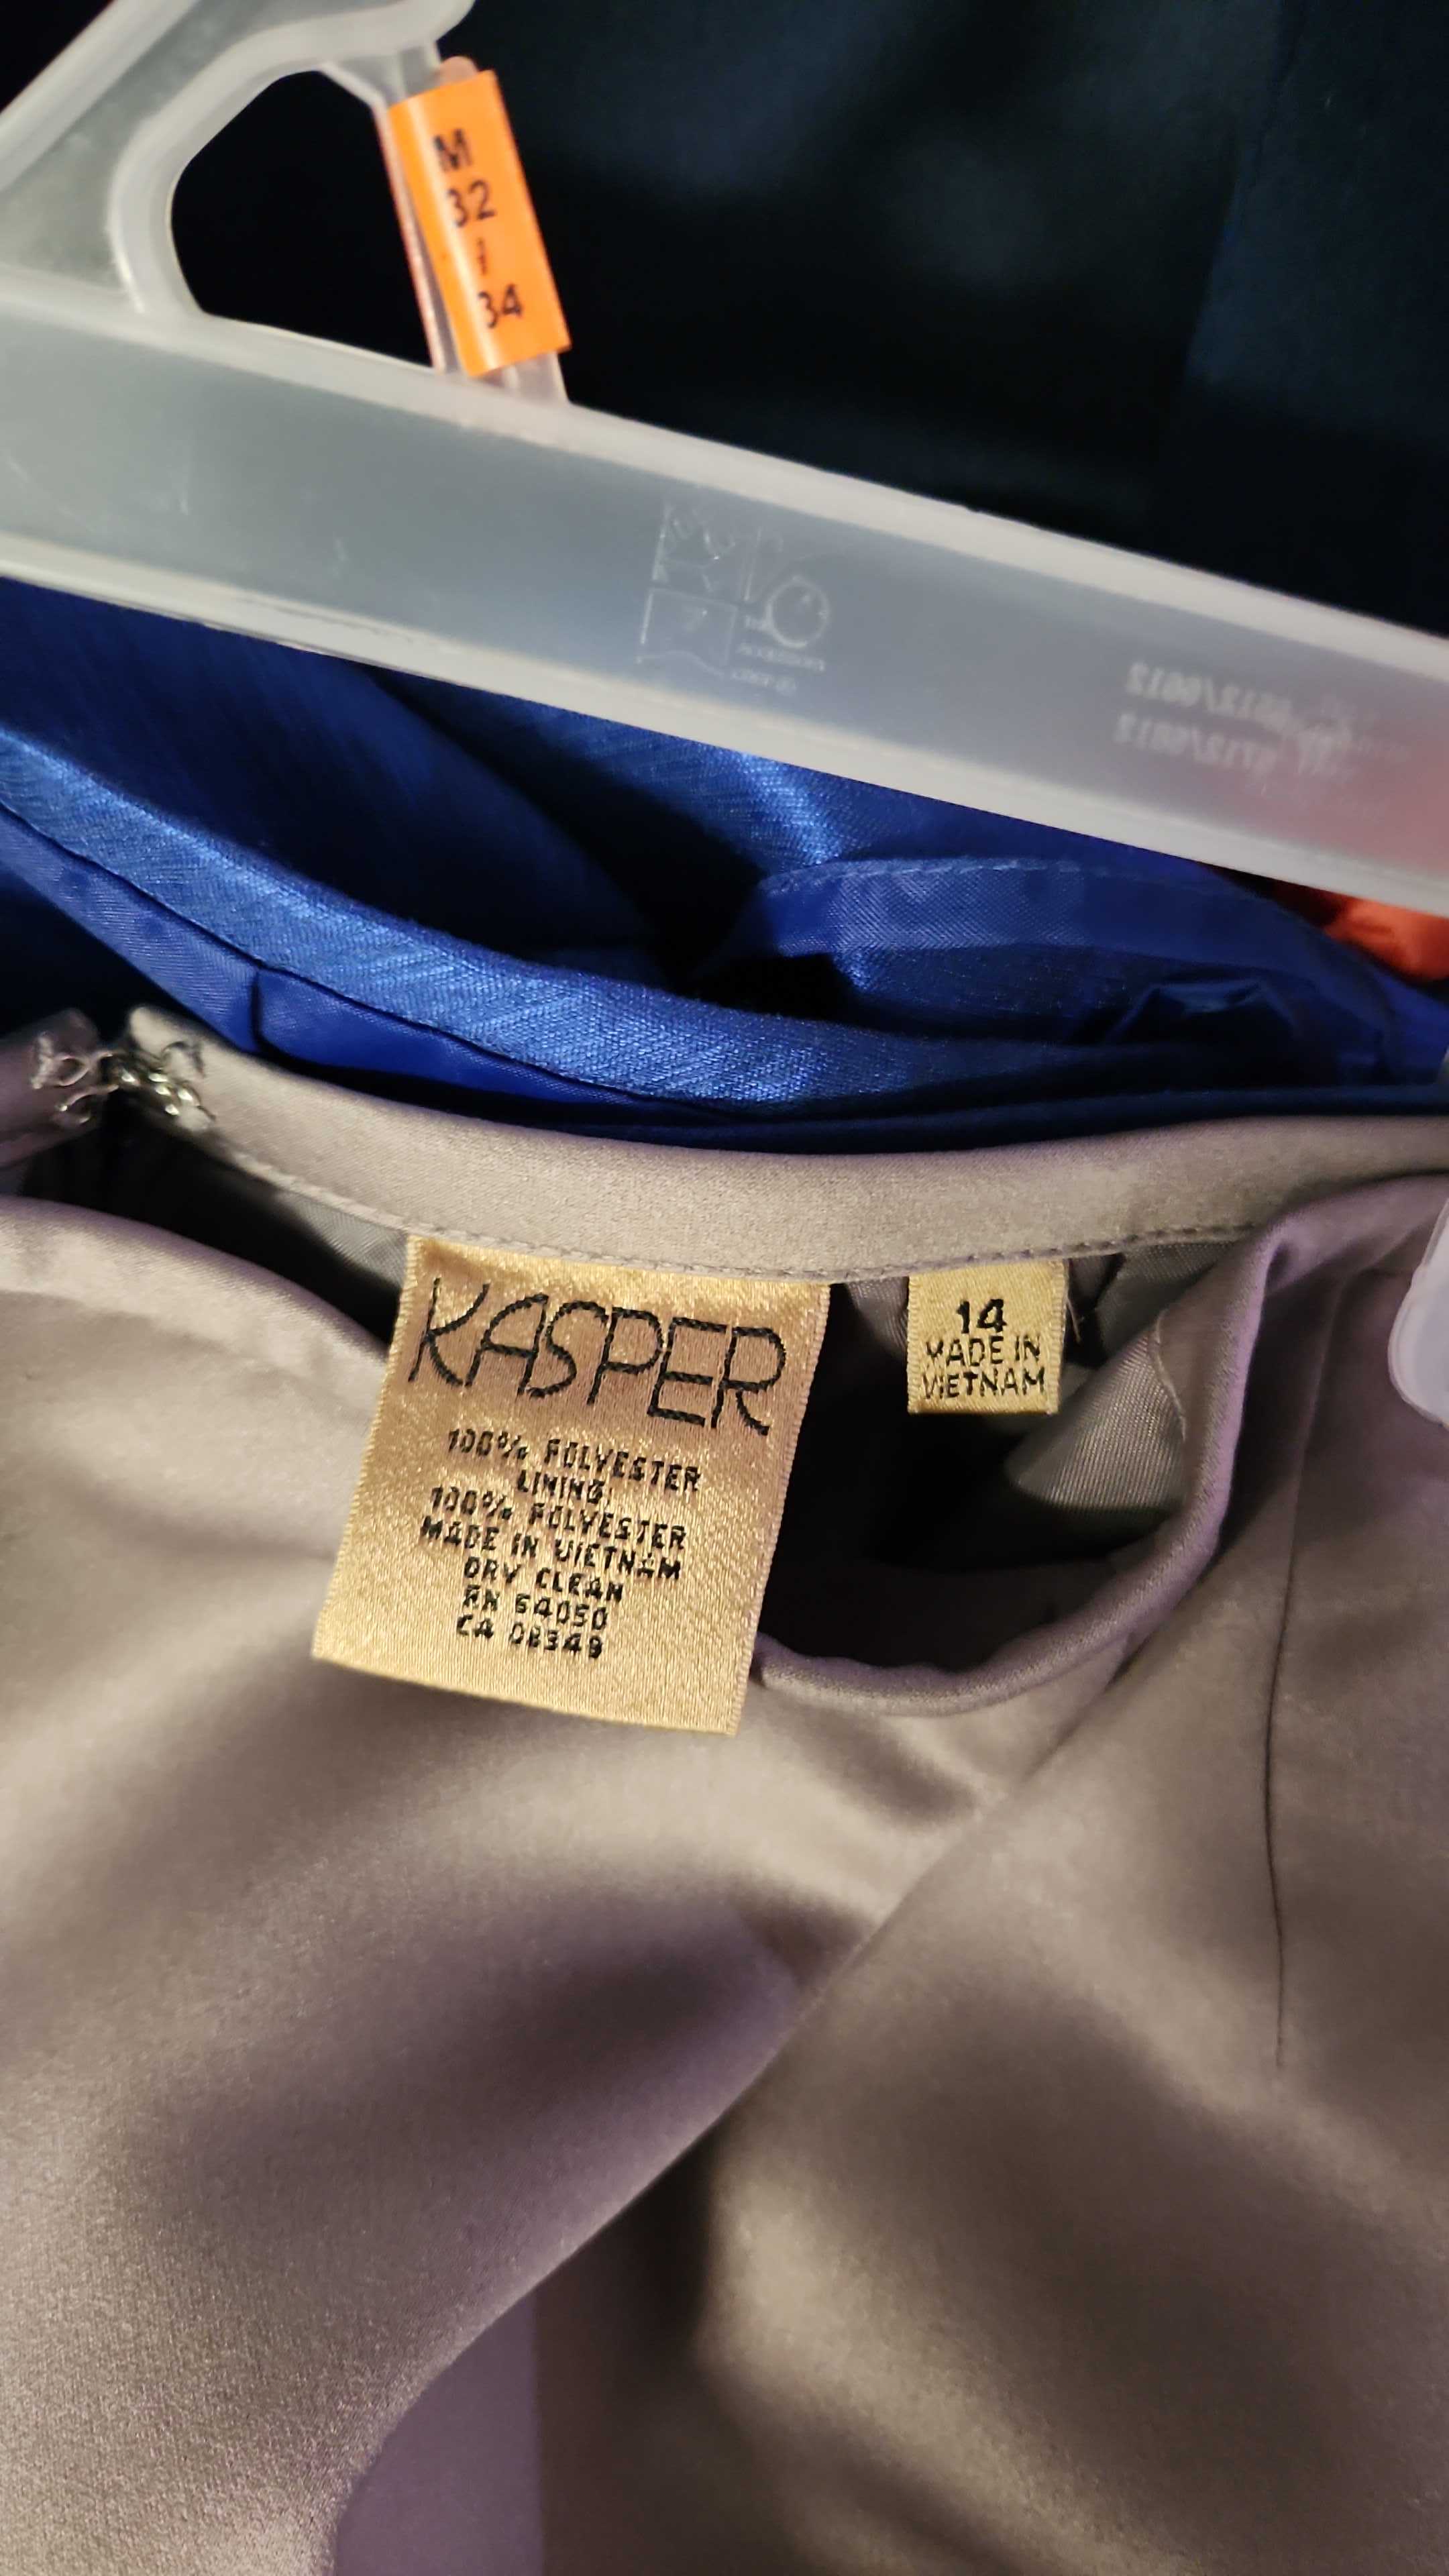 M
32
34
KASPER
100% POLYESTER
LINING,
100% POLYESTER
MADE IN VIETNAM
DRY CLEAN
RN 54050
CA 08349
14
MADE IN
VIETNAM